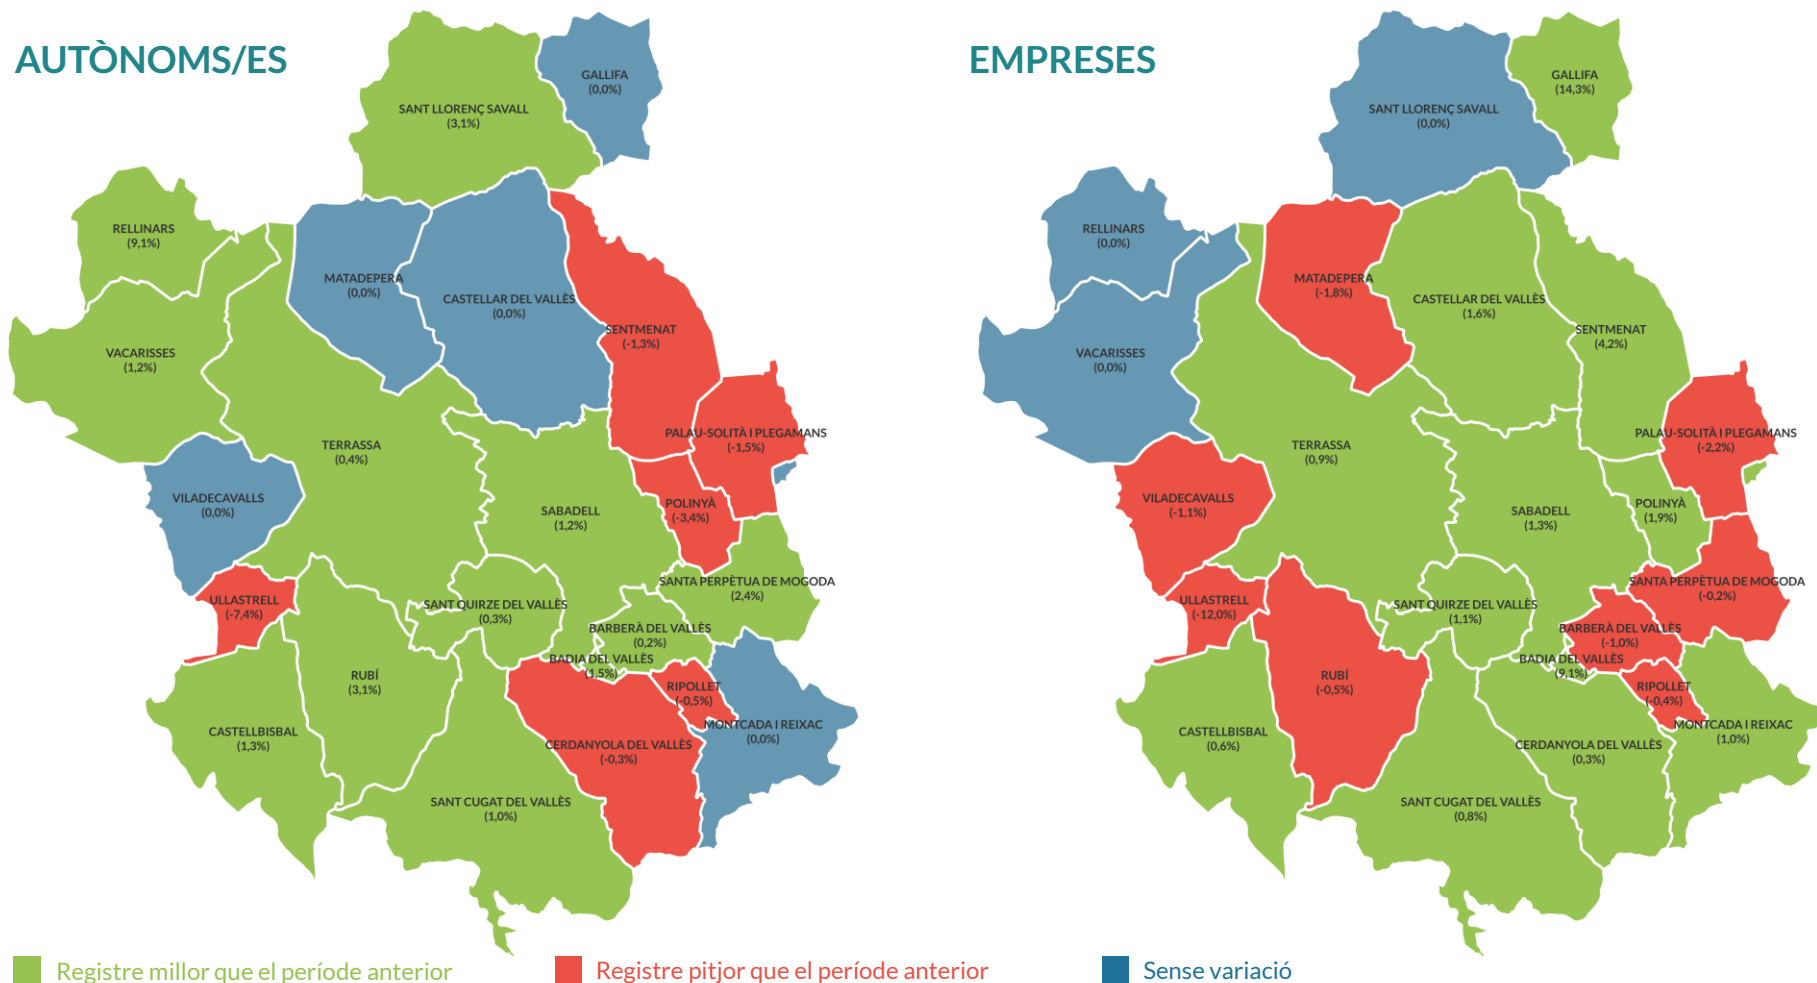 AUTÒNOMS/ES
GALLIFA
(0,0%)
SANT LLORENÇ SAVALL
(3,1%)
RELLINARS
(9,1%)
MATADEPERA
(0,0%)
CASTELLAR DEL VALLÈS
(0,0%)
SENTMENAT
(-1,3%)
VACARISSES
(1,2%)
TERRASSA
(0,4%)
PALAU-SOLITÀ I PLEGAMANS
(-1,5%)
VILADECAVALLS
(0,0%)
SABADELL
(1,2%)
POLINYÀ
(-3,4%)
SANTA PERPÈTUA DE MOGODA
(2,4%)
ULLASTRELL
(-7,4%)
SANT QUIRZE DEL VALLÈS
(0,3%)
BARBERÀ DEL VALLÈS
(0,2%)
BADIA DEL VALLÈS
(1,5%)
RUBÍ
(3,1%)
RIPOLLET
(-0,5%)
MONTCADA I REIXAC
(0,0%)
CASTELLBISBAL
(1,3%)
CERDANYOLA DEL VALLÈS
(-0,3%)
SANT CUGAT DEL VALLÈS
(1,0%)
EMPRESES
GALLIFA
(14,3%)
SANT LLORENÇ SAVALL
(0,0%)
RELLINARS
(0,0%)
MATADEPERA
(-1,8%)
CASTELLAR DEL VALLÈS
(1,6%)
SENTMENAT
(4,2%)
VACARISSES
(0,0%)
TERRASSA
(0,9%)
PALAU-SOLITÀ I PLEGAMANS
(-2,2%)
VILADECAVALLS
(-1,1%)
SABADELL
(1,3%)
POLINYÀ
(1,9%)
SANTA PERPÈTUA DE MOGODA
(-0,2%)
ULLASTRELL
(-12,0%)
SANT QUIRZE DEL VALLÈS
(1,1%)
BARBERÀ DEL VALLÈS
(-1,0%)
BADIA DEL VALLÈS
(9,1%)
RUBÍ
(-0,5%)
RIPOLLET
(-0,4%)
MONTCADA I REIXAC
(1,0%)
CASTELLBISBAL
(0,6%)
CERDANYOLA DEL VALLÈS
(0,3%)
SANT CUGAT DEL VALLÈS
(0,8%)
Registre millor que el període anterior
Registre pitjor que el període anterior
Sense variació